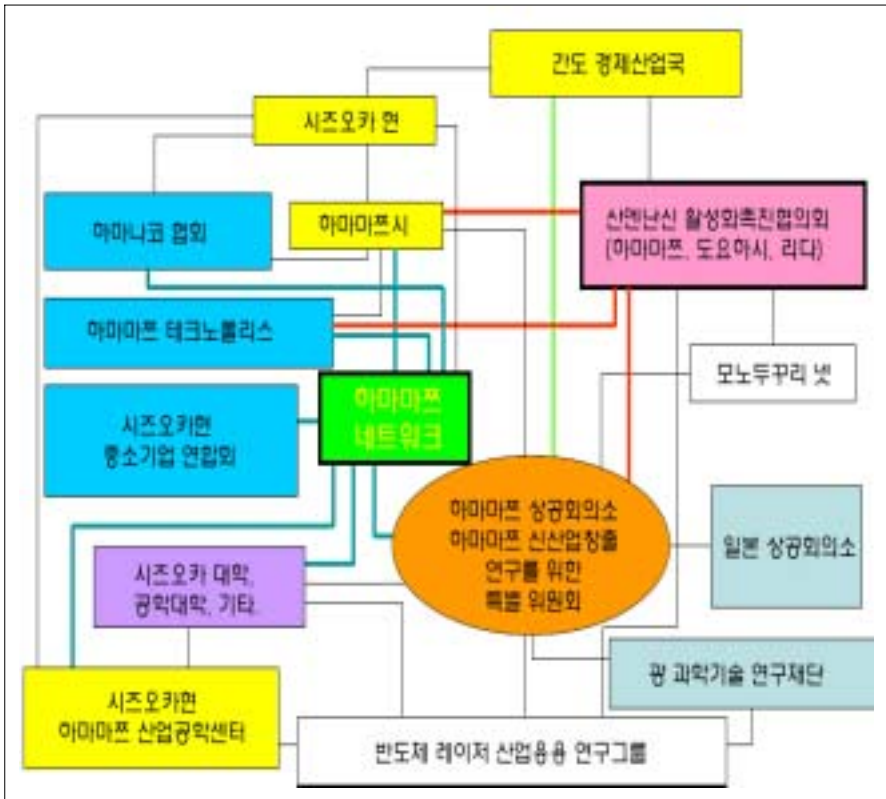 간도 경제산업국
시즈오카 현
하마나코 협회
하마마쯔시
산엔난신 활성화촉진협의회
(하마마쯔, 도요하시, 리다)
하마마쯔 테크노폴리스
모노두꾸리 넷
하마마쯔
네트워크
시즈오카현
중소기업 연합회
하마마쯔 상공회의소
하마마쯔 신산업창출
연구를 위한
특별 위원회
일본 상공회의소
시즈오카 대학,
공학대학, 기타.
광 과학기술 연구재단
시즈오카현
하마마쯔 산업공학센터
반도체 레이저 산업응용 연구그룹